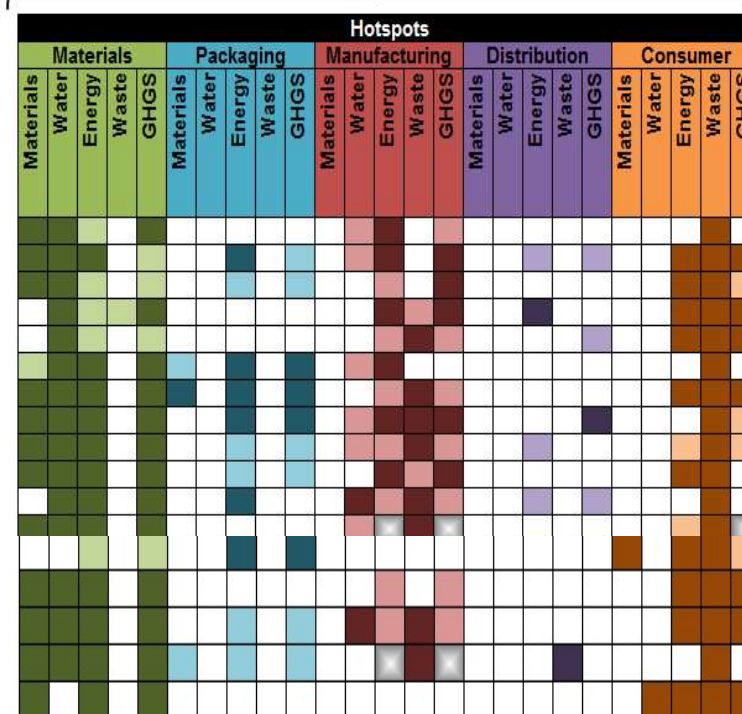 Hotspots
Materials Packaging Manufacturing Distribution Consumer
Materials Water Energy Waste GHGS Materials Water Energy Waste GHGS Materials Water Energy Waste GHGS Materials Water Energy Waste GHGS Materials Water Energy Waste GHGS